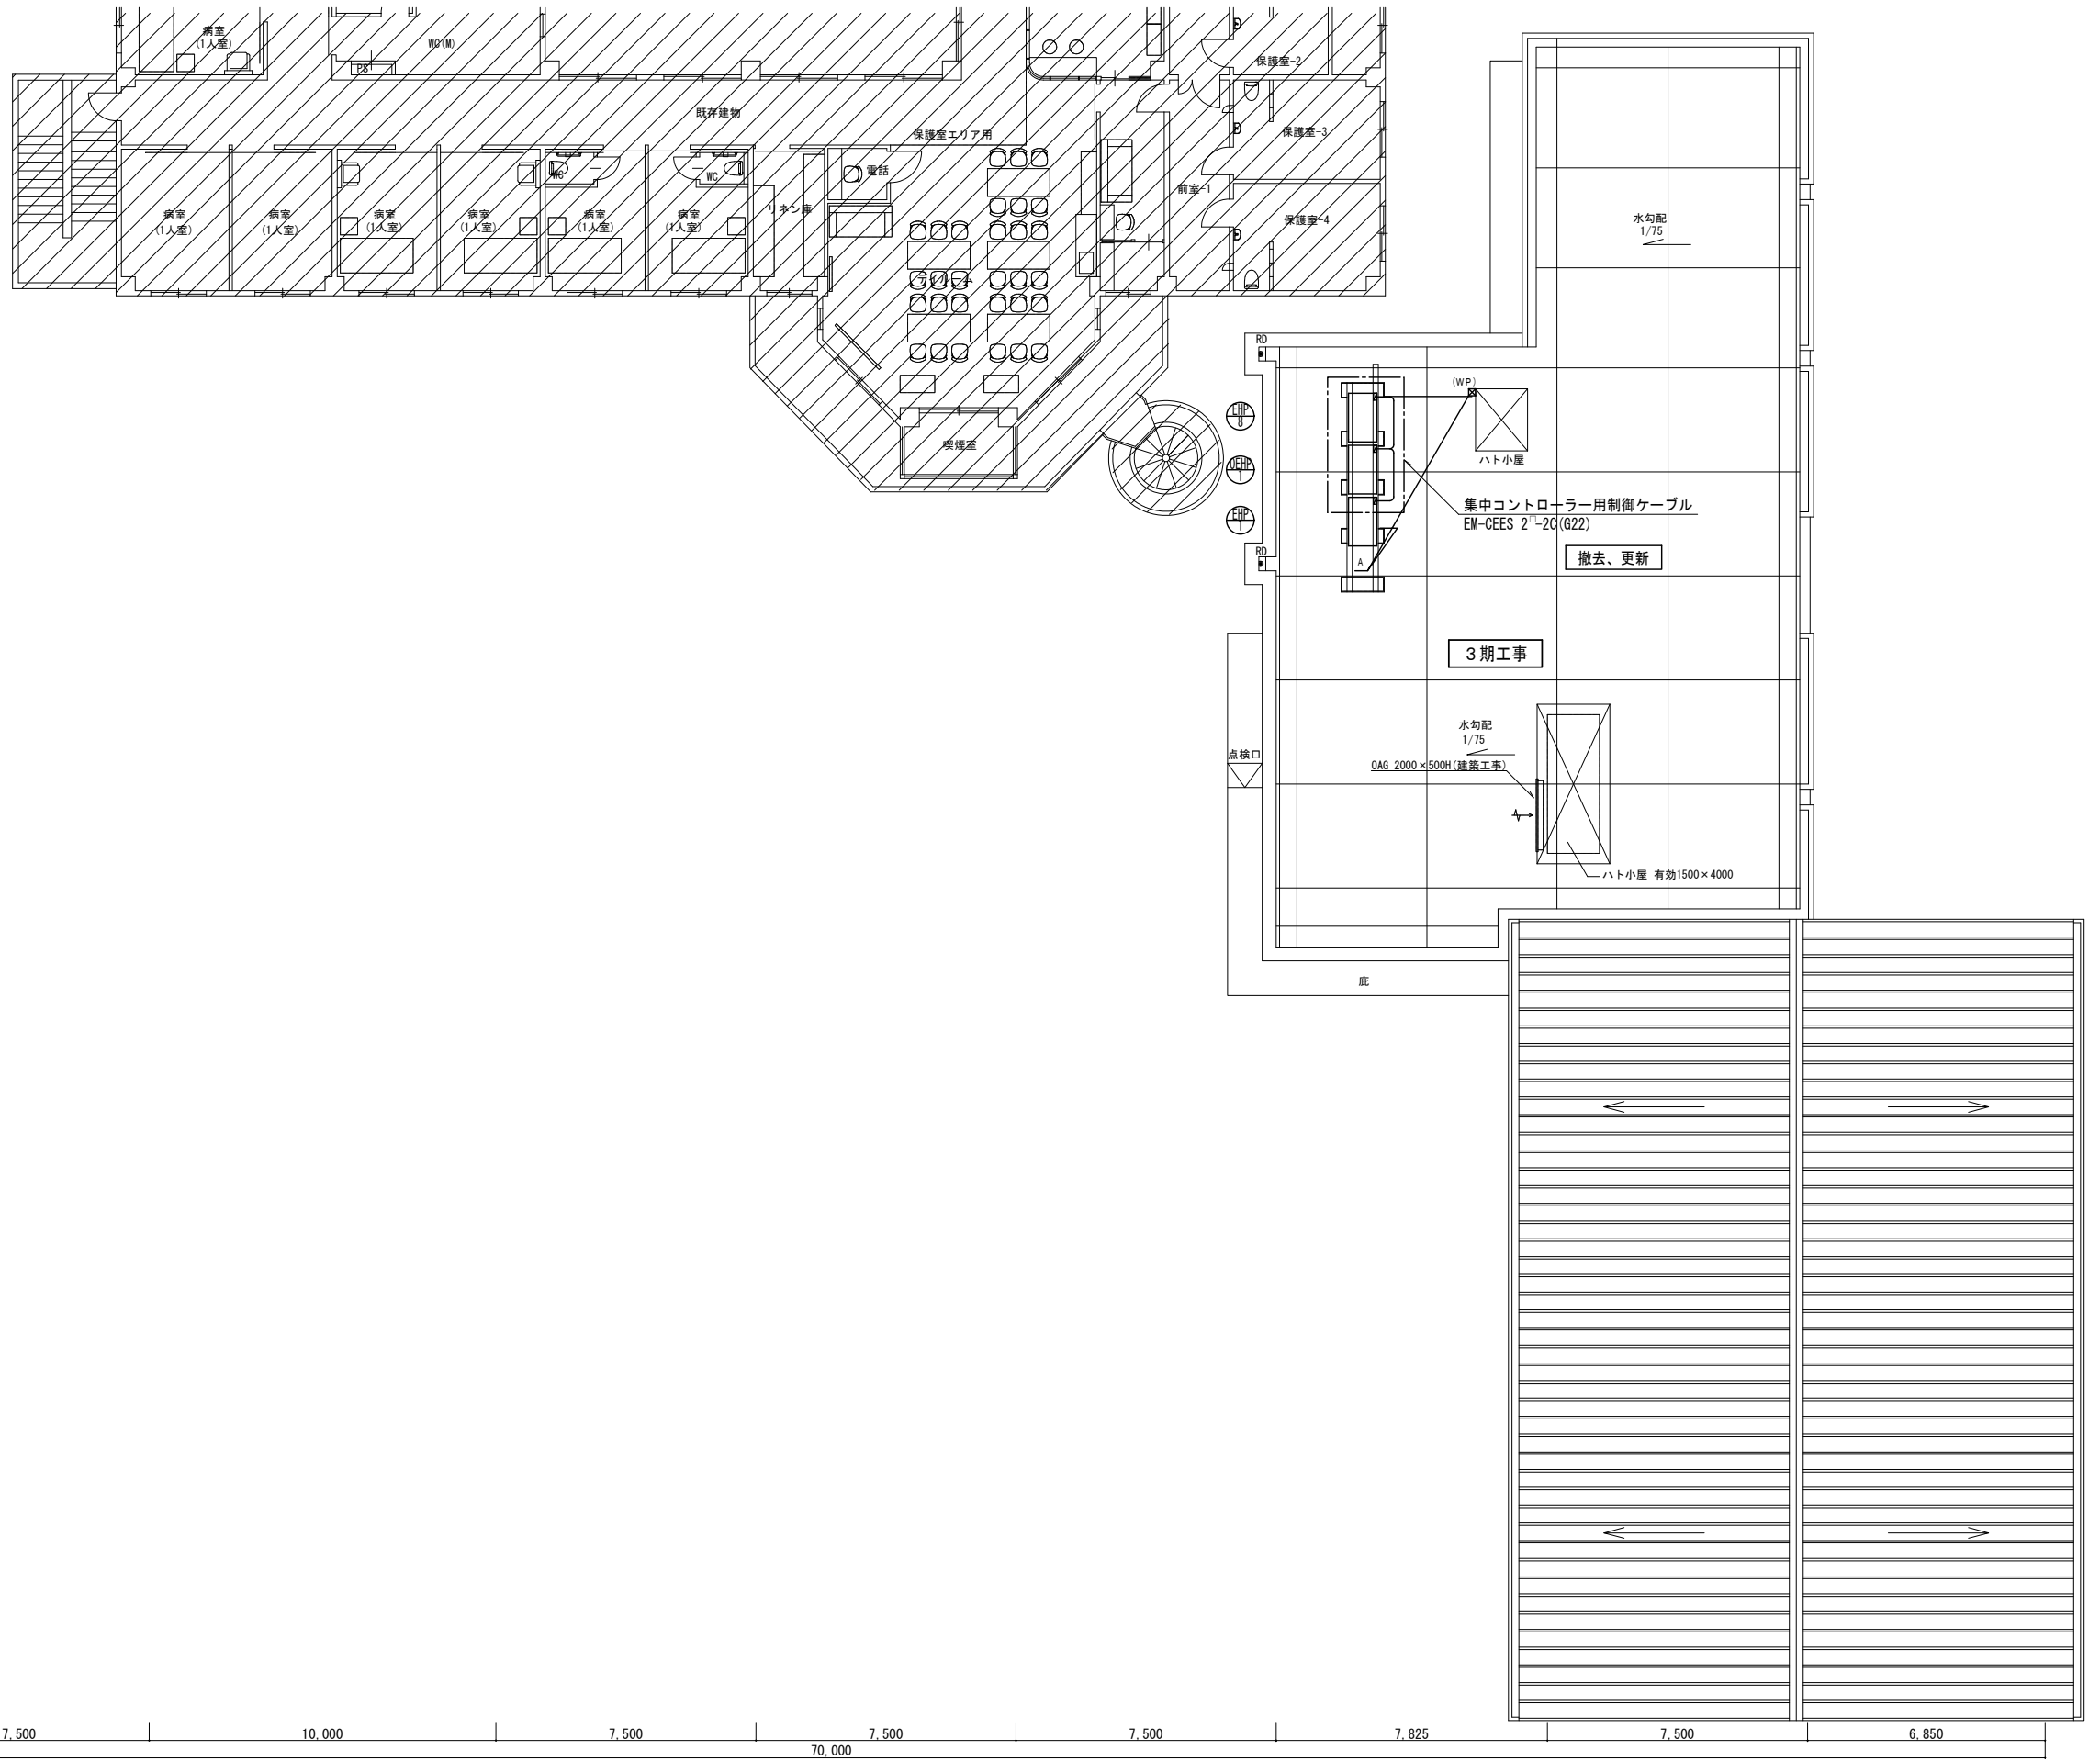 病室
(1人室)
WC(M)
PS
保護室-2
既存建物
保護室エリア用
保護室-3
電話
WC
WC
前室-1
リネン庫
病室
(1人室)
病室
(1人室)
病室
(1人室)
病室
(1人室)
病室
(1人室)
病室
(1人室)
保護室-4
水勾配
1/75
デイルーム
RD
(WP)
EHP
8
喫煙室
ハト小屋
OEHP
1
集中コントローラー用制御ケーブル
EM-CEES 2□-2C(G22)
EHP
1
RD
A
撤去、更新
3期工事
水勾配
1/75
点検口
OAG 2000×500H(建築工事)
ハト小屋 有効1500×4000
庇
7,500
10,000
7,500
7,500
7,500
7,825
7,500
6,850
70,000